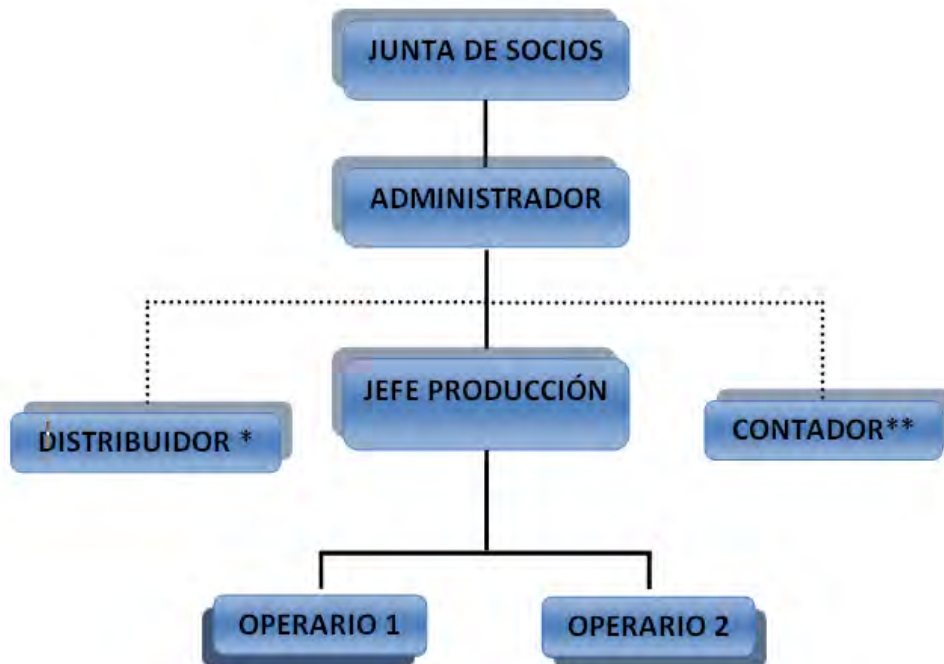 JUNTA DE SOCIOS
ADMINISTRADOR
JEFE PRODUCCIÓN
DISTRIBUIDOR *
CONTADOR**
OPERARIO 1
OPERARIO 2